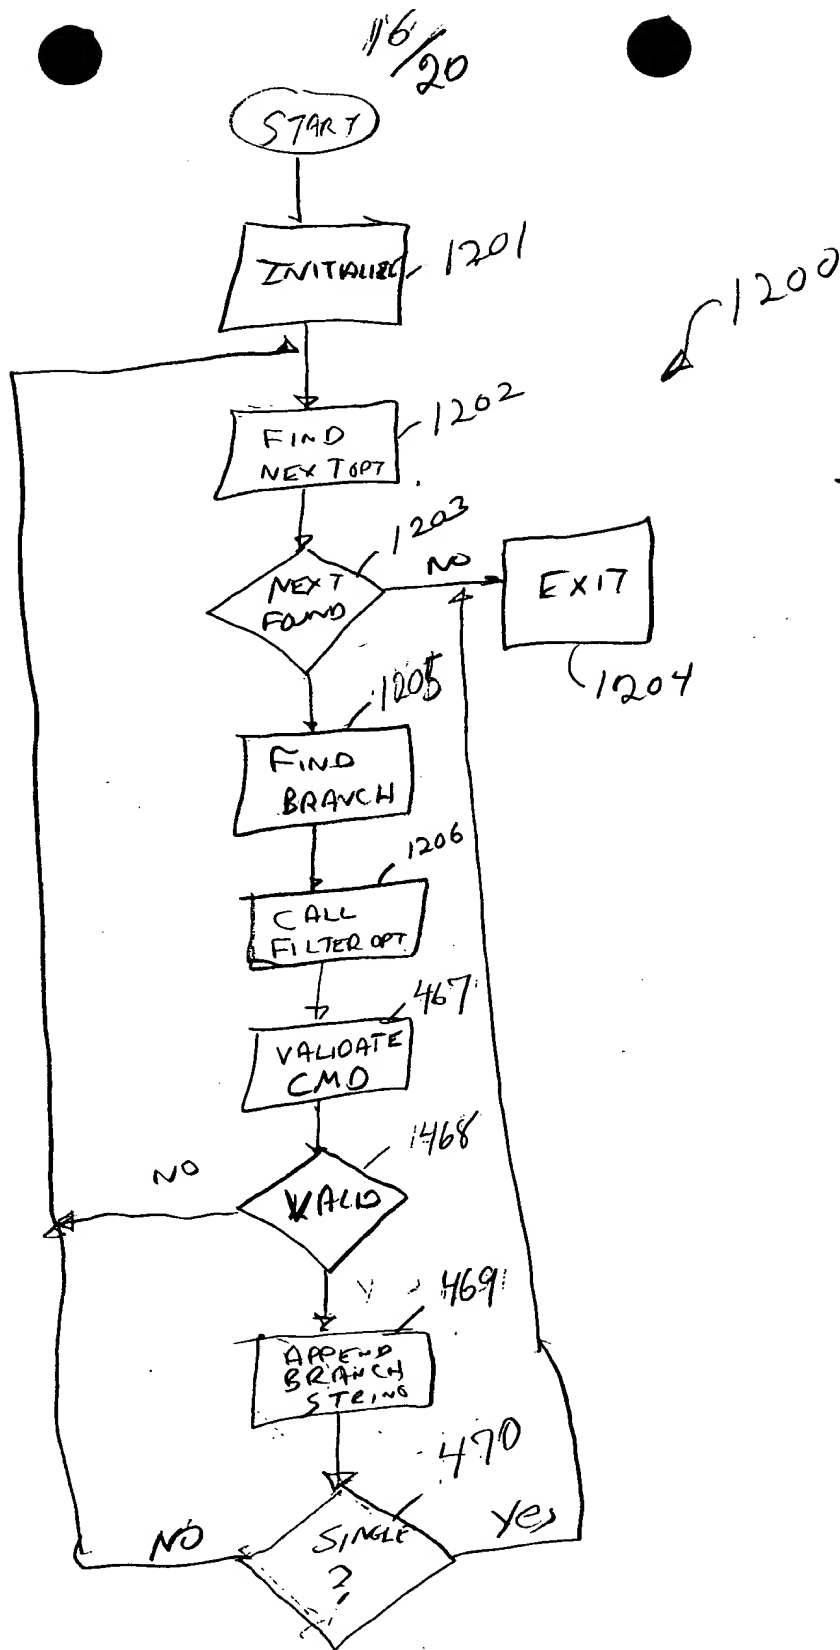 16/20
START
INITIALIZE
1201
1200
FIND
NEXT OPT
1202
1203
NEXT
FOUND
NO
EXIT
1204
1205
FIND
BRANCH
1206
CALL
FILTER OPT
467
VALIDATE
CMD
468
VALID
NO
469
APPEND
BRANCH
STRING
470
SINGLE
?
NO
Yes